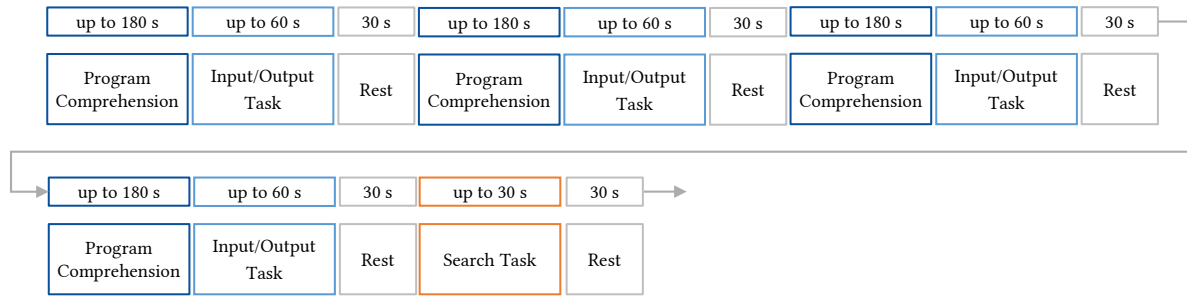 up to 180 s up to 60 s 30 s up to 180 s up to 60 s 30 s up to 180 s up to 60 s 30 s
Program Comprehension Input/Output Task Rest Program Comprehension Input/Output Task Rest Program Comprehension Input/Output Task Rest
up to 180 s up to 60 s 30 s up to 30 s 30 s
Program Comprehension Input/Output Task Rest Search Task Rest